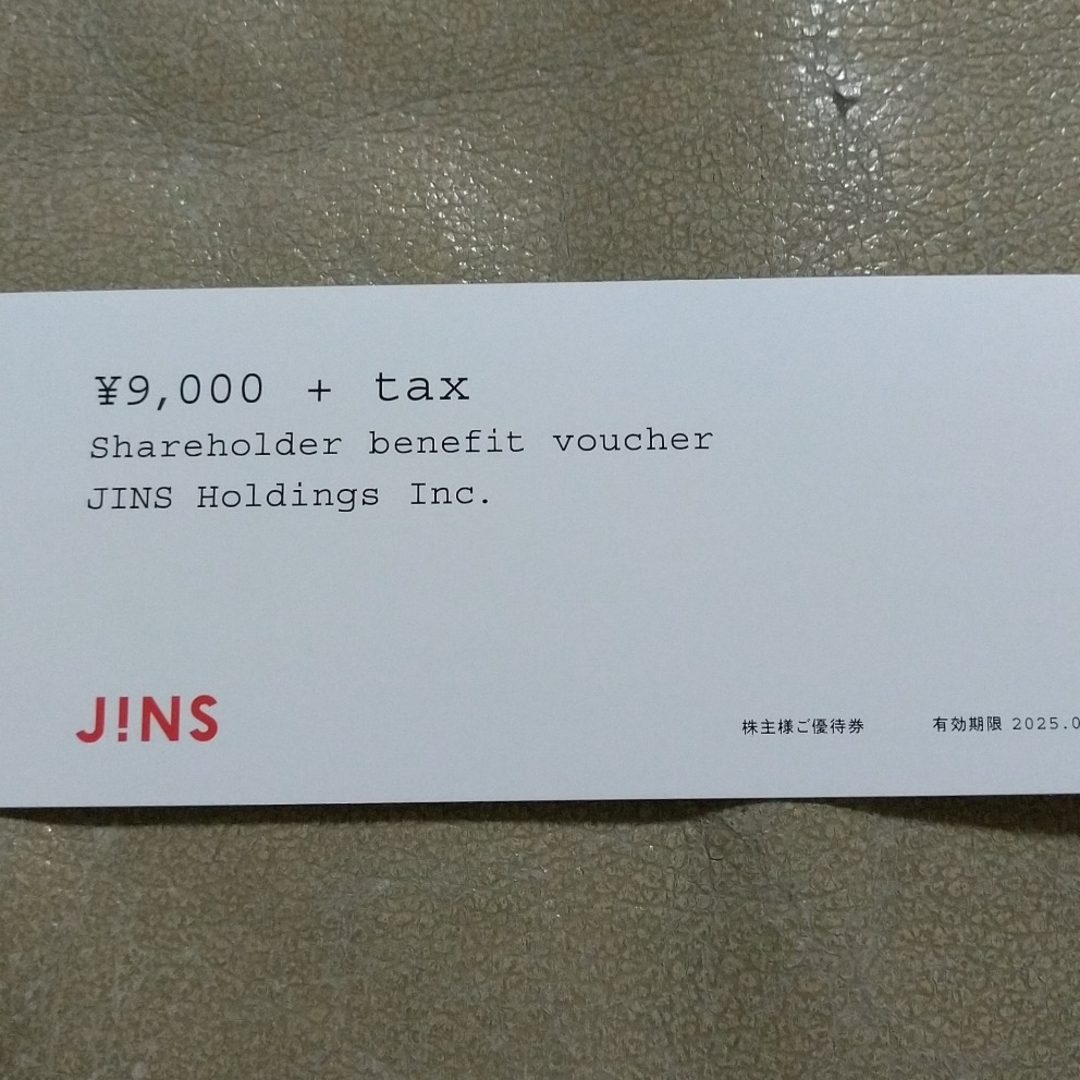 ¥9,000 + tax
Shareholder benefit voucher
JINS Holdings Inc.
J!NS
株主様ご優待券 有効期限 2025.0